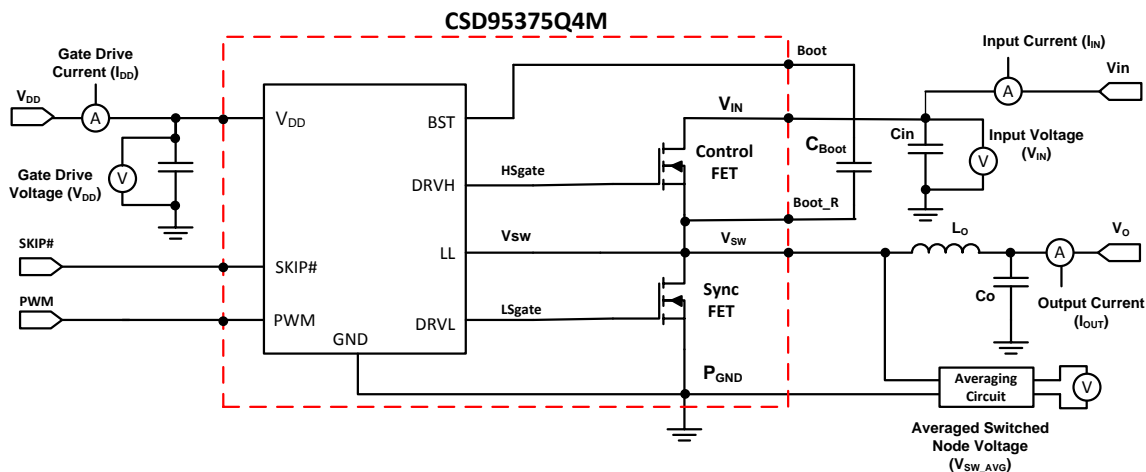 CSD95375Q4M
Gate Drive
Current (IDD)
VDD
A
Gate Drive
Voltage (VDD)
V
SKIP#
PWM
VDD
SKIP#
PWM
GND
BST
DRVH
LL
DRVL
HSgate
Vsw
LSgate
Control
FET
Sync
FET
Boot
VIN
CBoot
Boot_R
VSW
PGND
Input Current (IIN)
A
Vin
Cin
V
Input Voltage
(VIN)
LO
Co
A
VO
Output Current
(IOUT)
Averaging
Circuit
V
Averaged Switched
Node Voltage
(VSW_AVG)